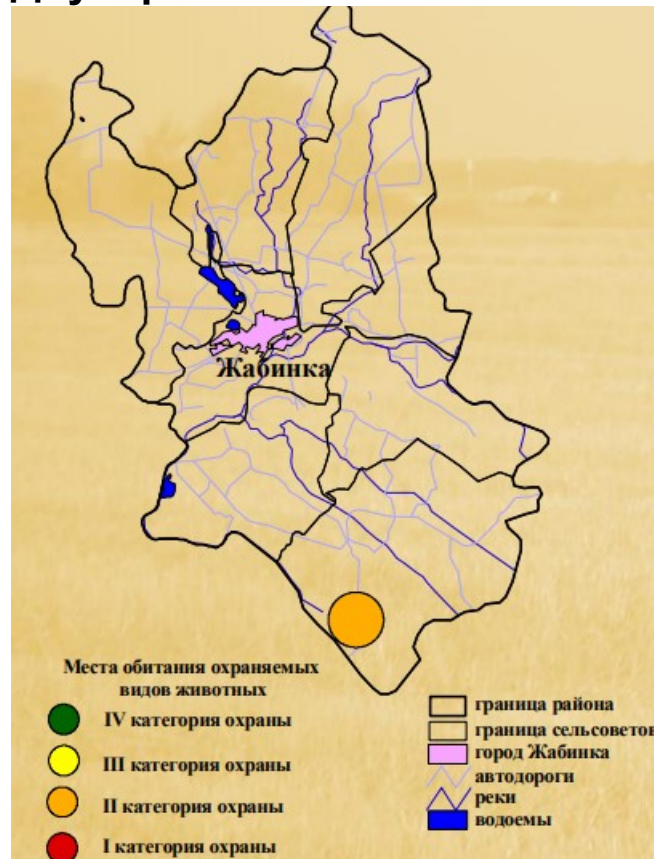 Жабинка
Места обитания охраняемых
видов животных
IV категория охраны
III категория охраны
II категория охраны
I категория охраны
граница района
граница сельсоветов
город Жабинка
автодороги
реки
водоемы